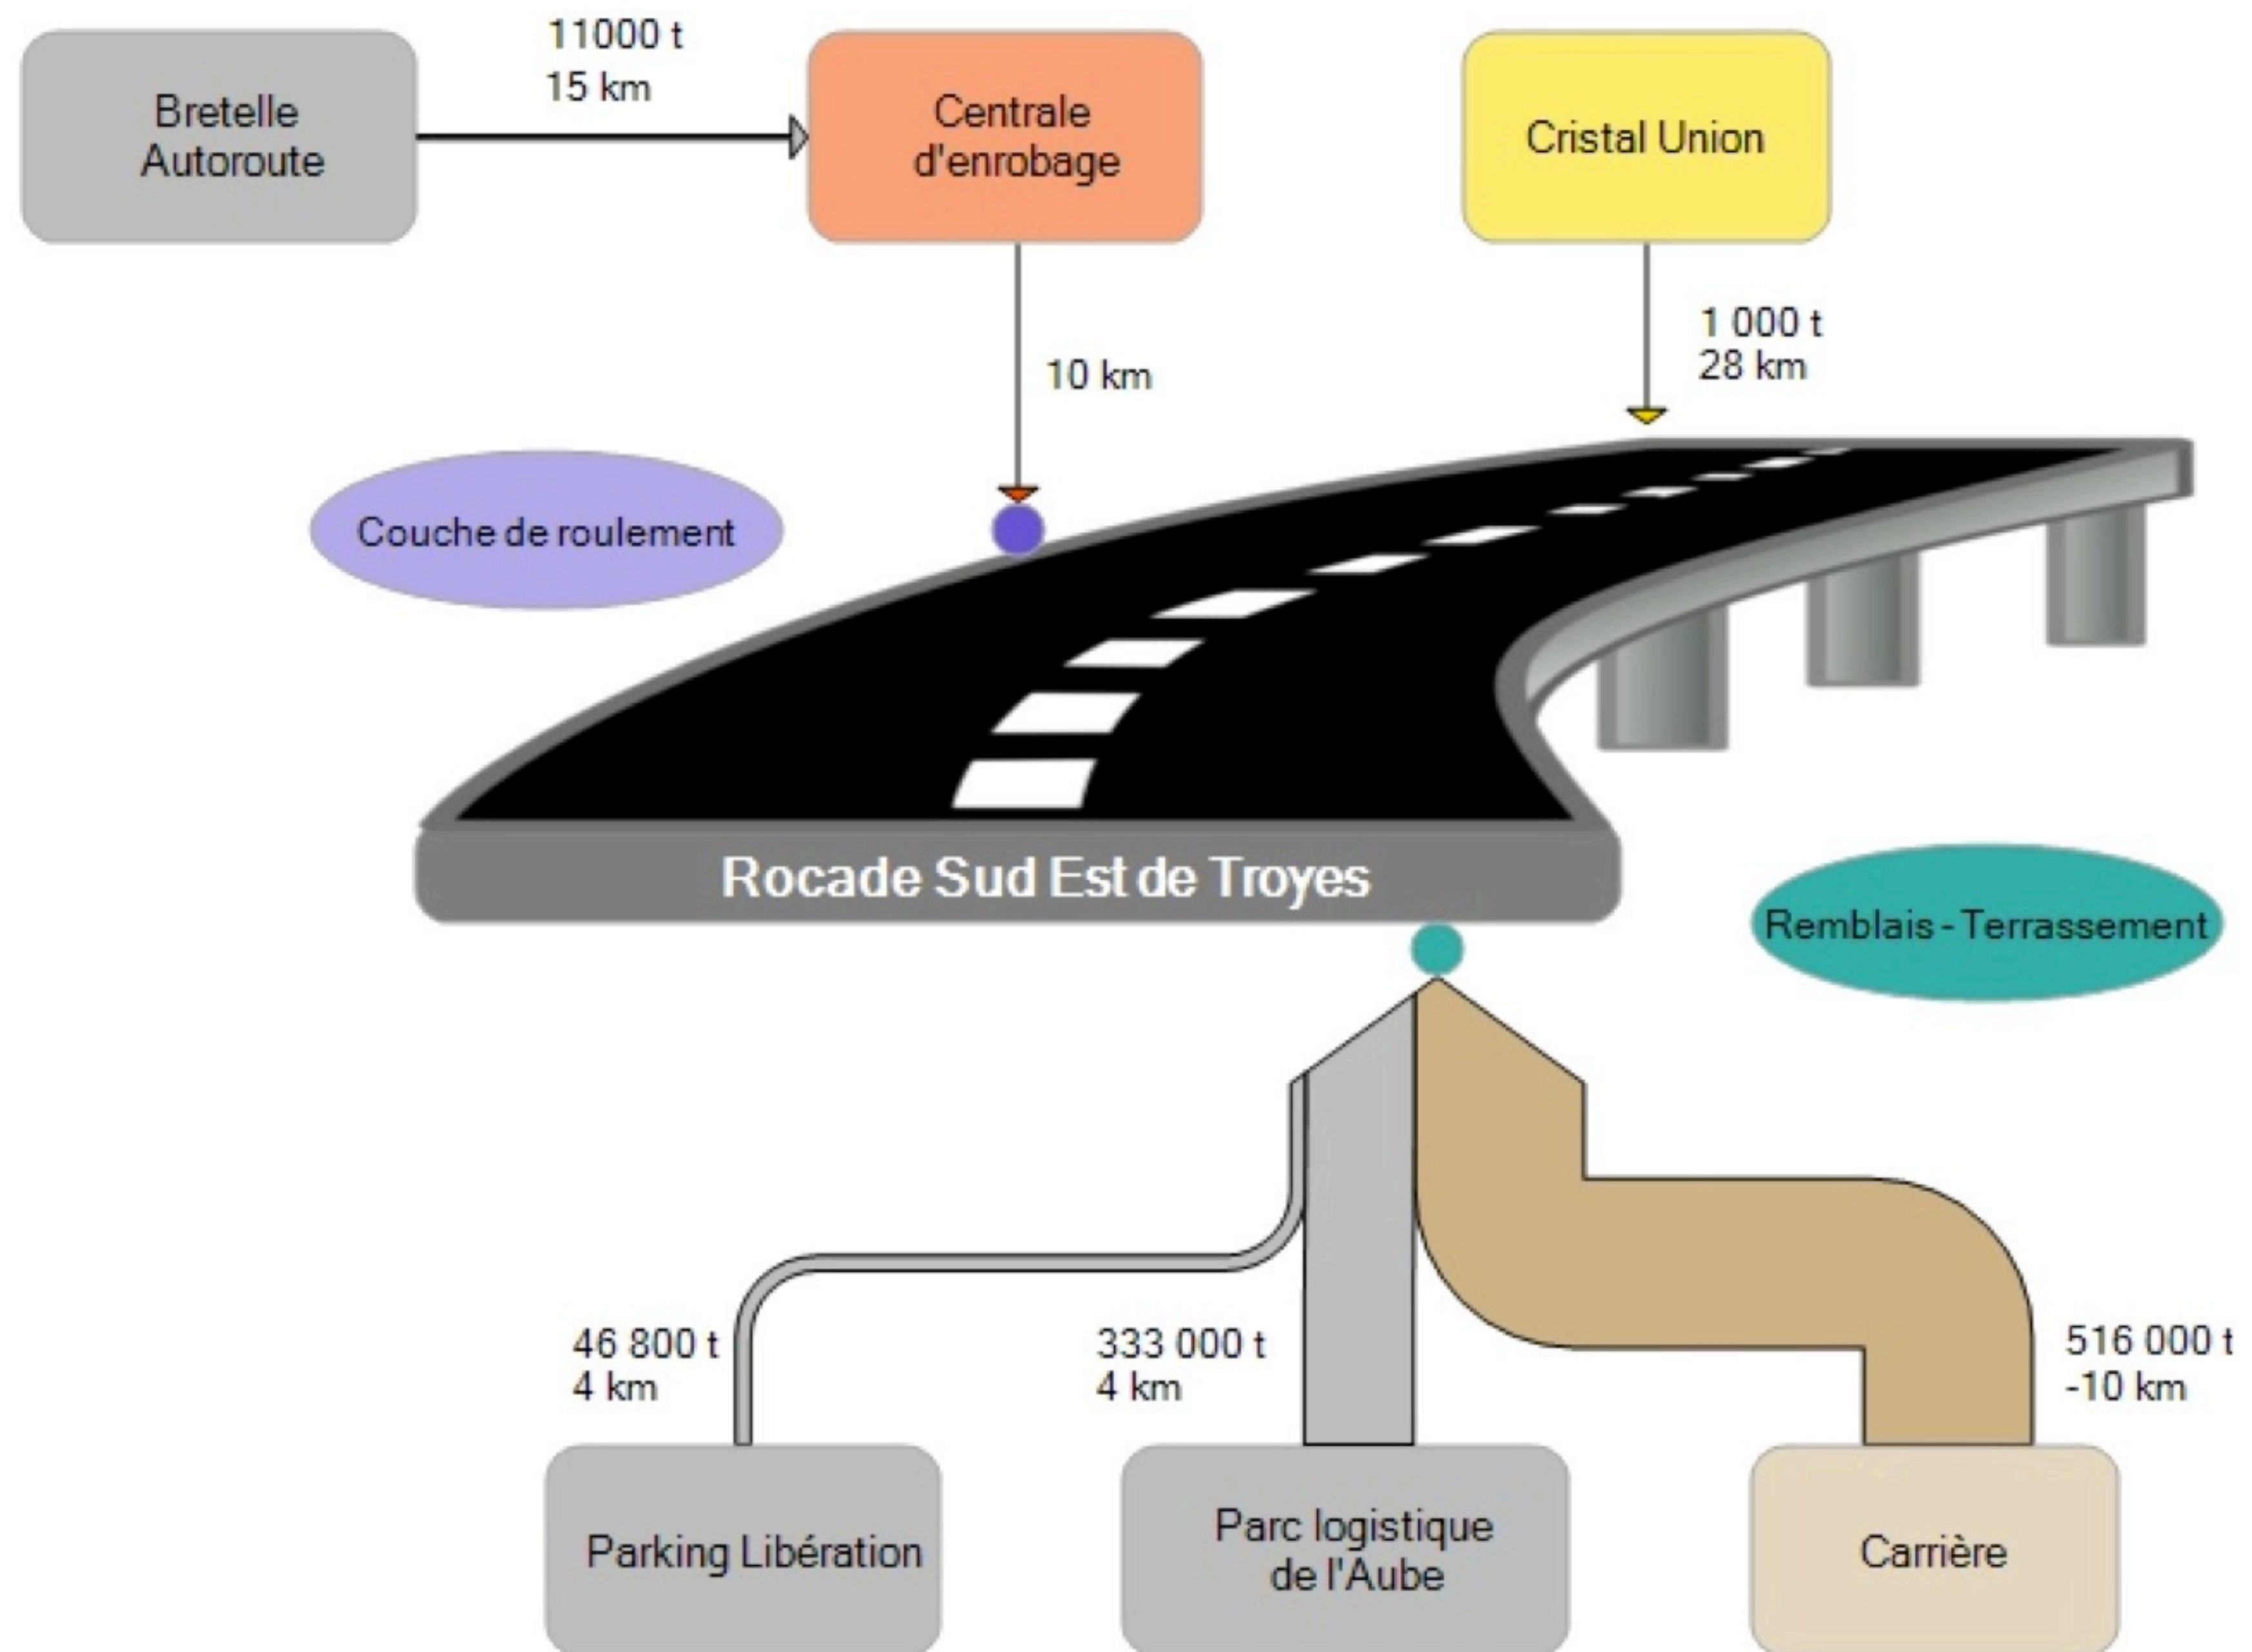 11000 t
15 km
Bretelle
Autoroute
Centrale
d'enrobage
Cristal Union
10 km
1 000 t
28 km
Couche de roulement
Rocade Sud Est de Troyes
Remblais - Terrassement
46 800 t
4 km
333 000 t
4 km
516 000 t
-10 km
Parking Libération
Parc logistique
de l'Aube
Carrière